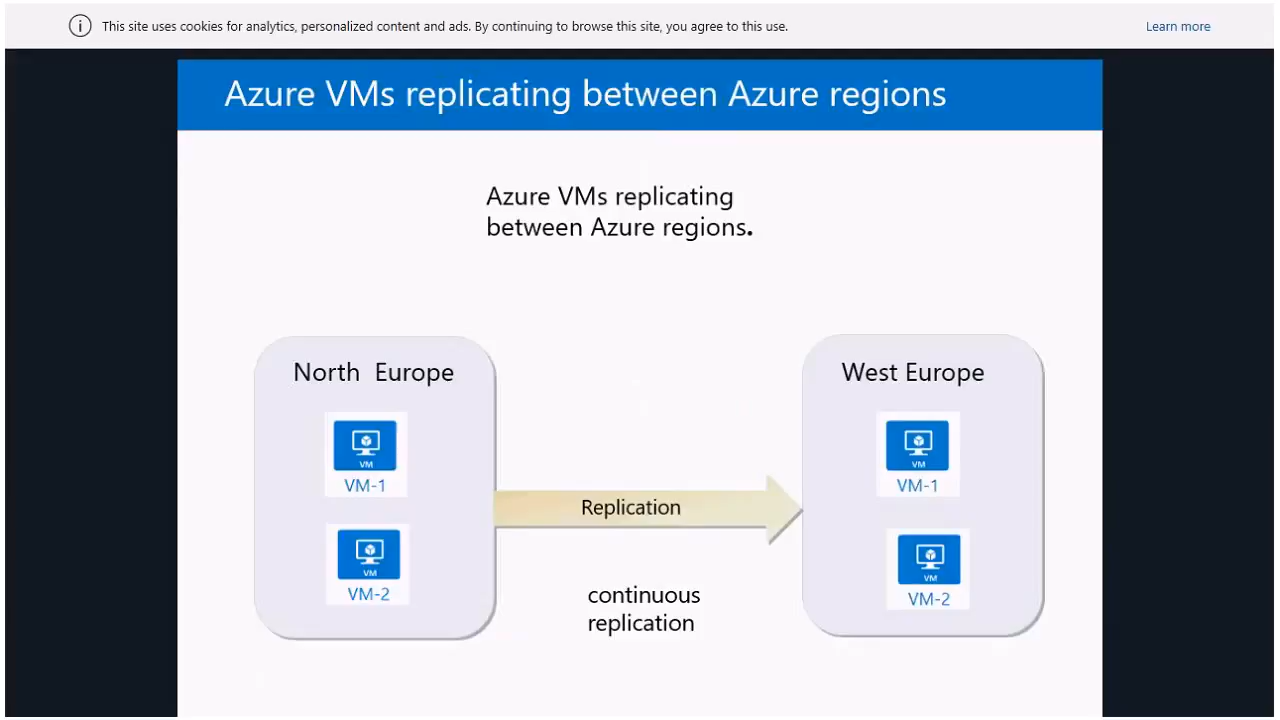 This site uses cookies for analytics, personalized content and ads. By continuing to browse this site, you agree to this use.
Learn more
Azure VMs replicating between Azure regions
Azure VMs replicating
between Azure regions.
North Europe
West Europe
VM
VM-1
VM
VM-1
Replication
VM
VM-2
VM
VM-2
continuous
replication